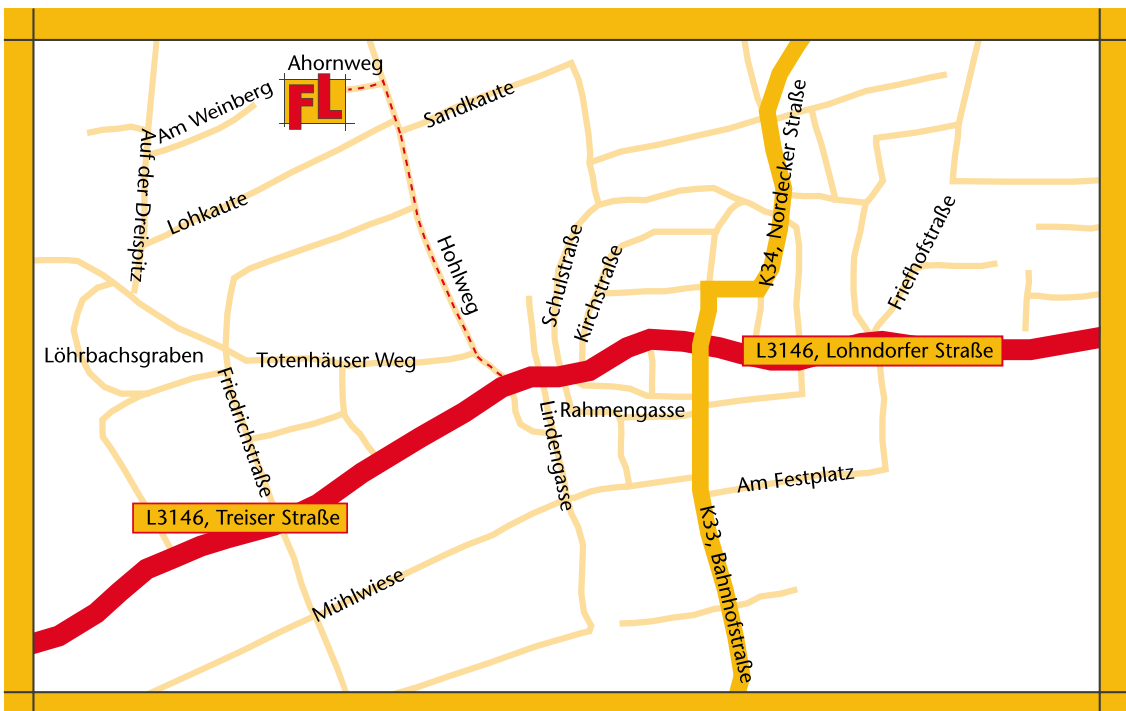 Ahornweg
FL
Am Weinberg
Sandkaute
Auf der Dreispitz
Lohkaute
K34, Nordecker Straße
Hohlweg
Schulstraße
Kirchstraße
Friefhofstraße
Löhrbachsgraben
Totenhäuser Weg
L3146, Lohndorfer Straße
Friedrichstraße
Rahmengasse
Lindengasse
Am Festplatz
L3146, Treiser Straße
K33, Bahnhofstraße
Mühlwiese